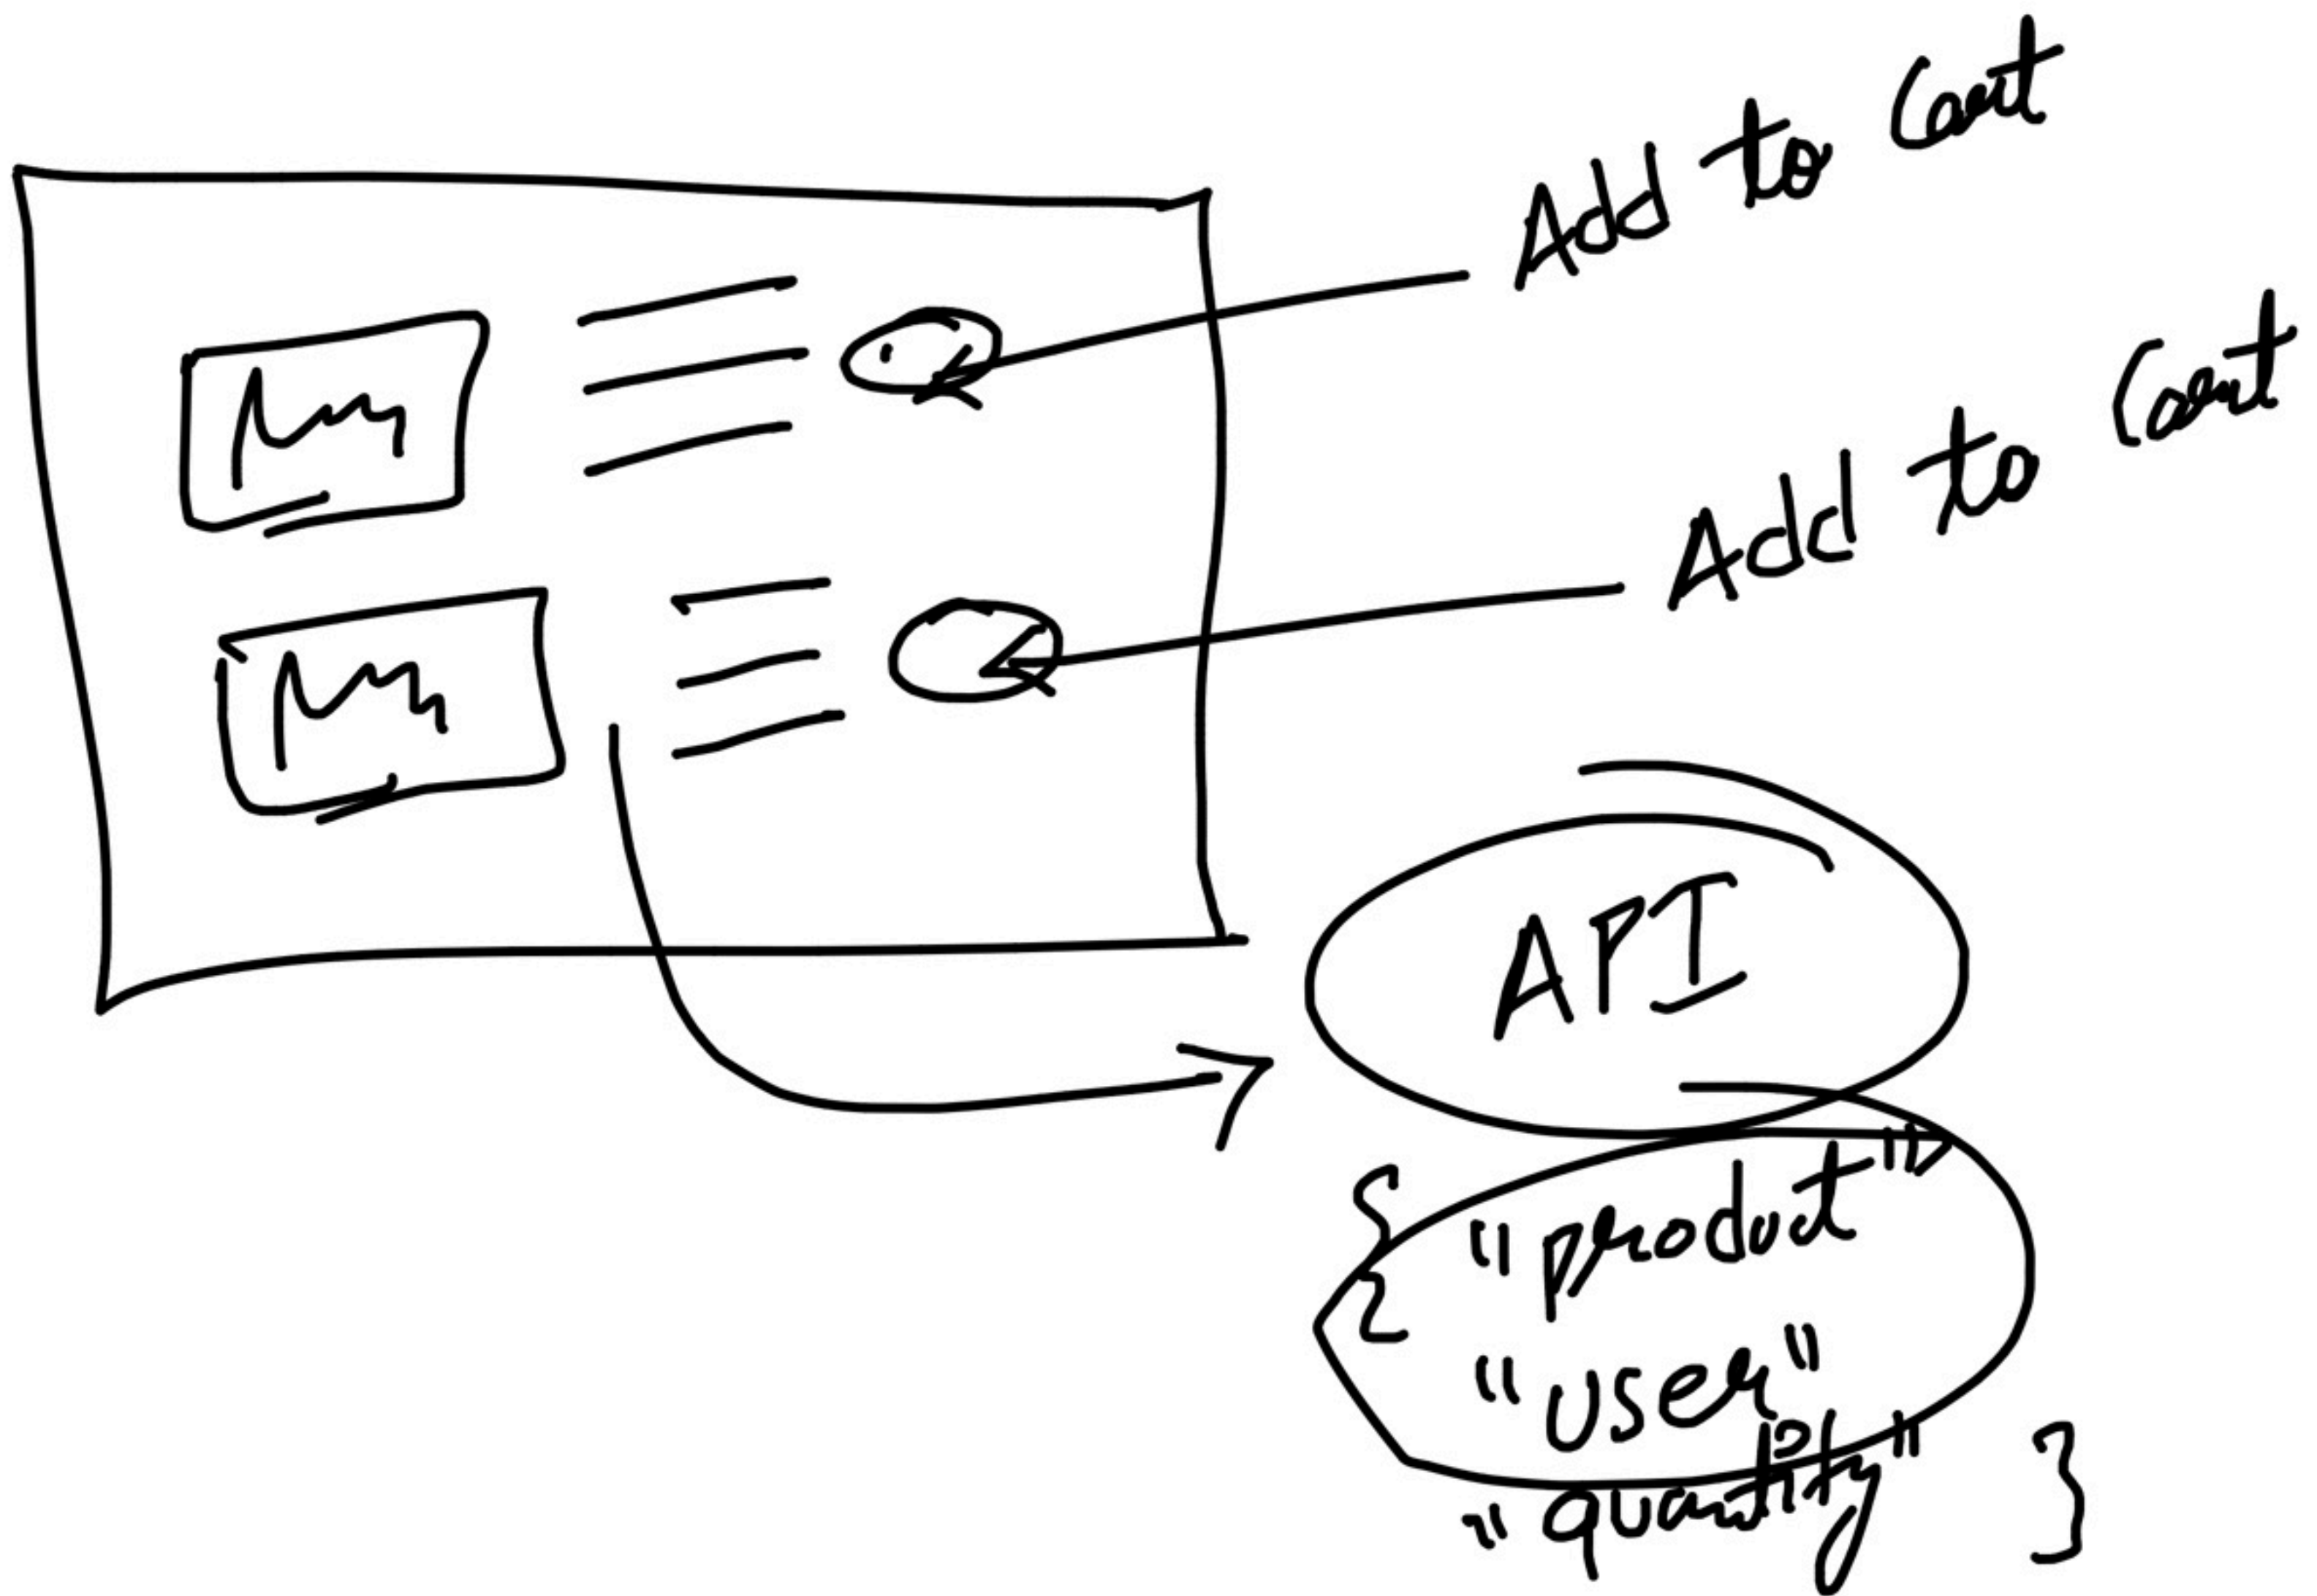 Add to Cart
Add to Cart
API
{ "product"
"user"
"quantity" }